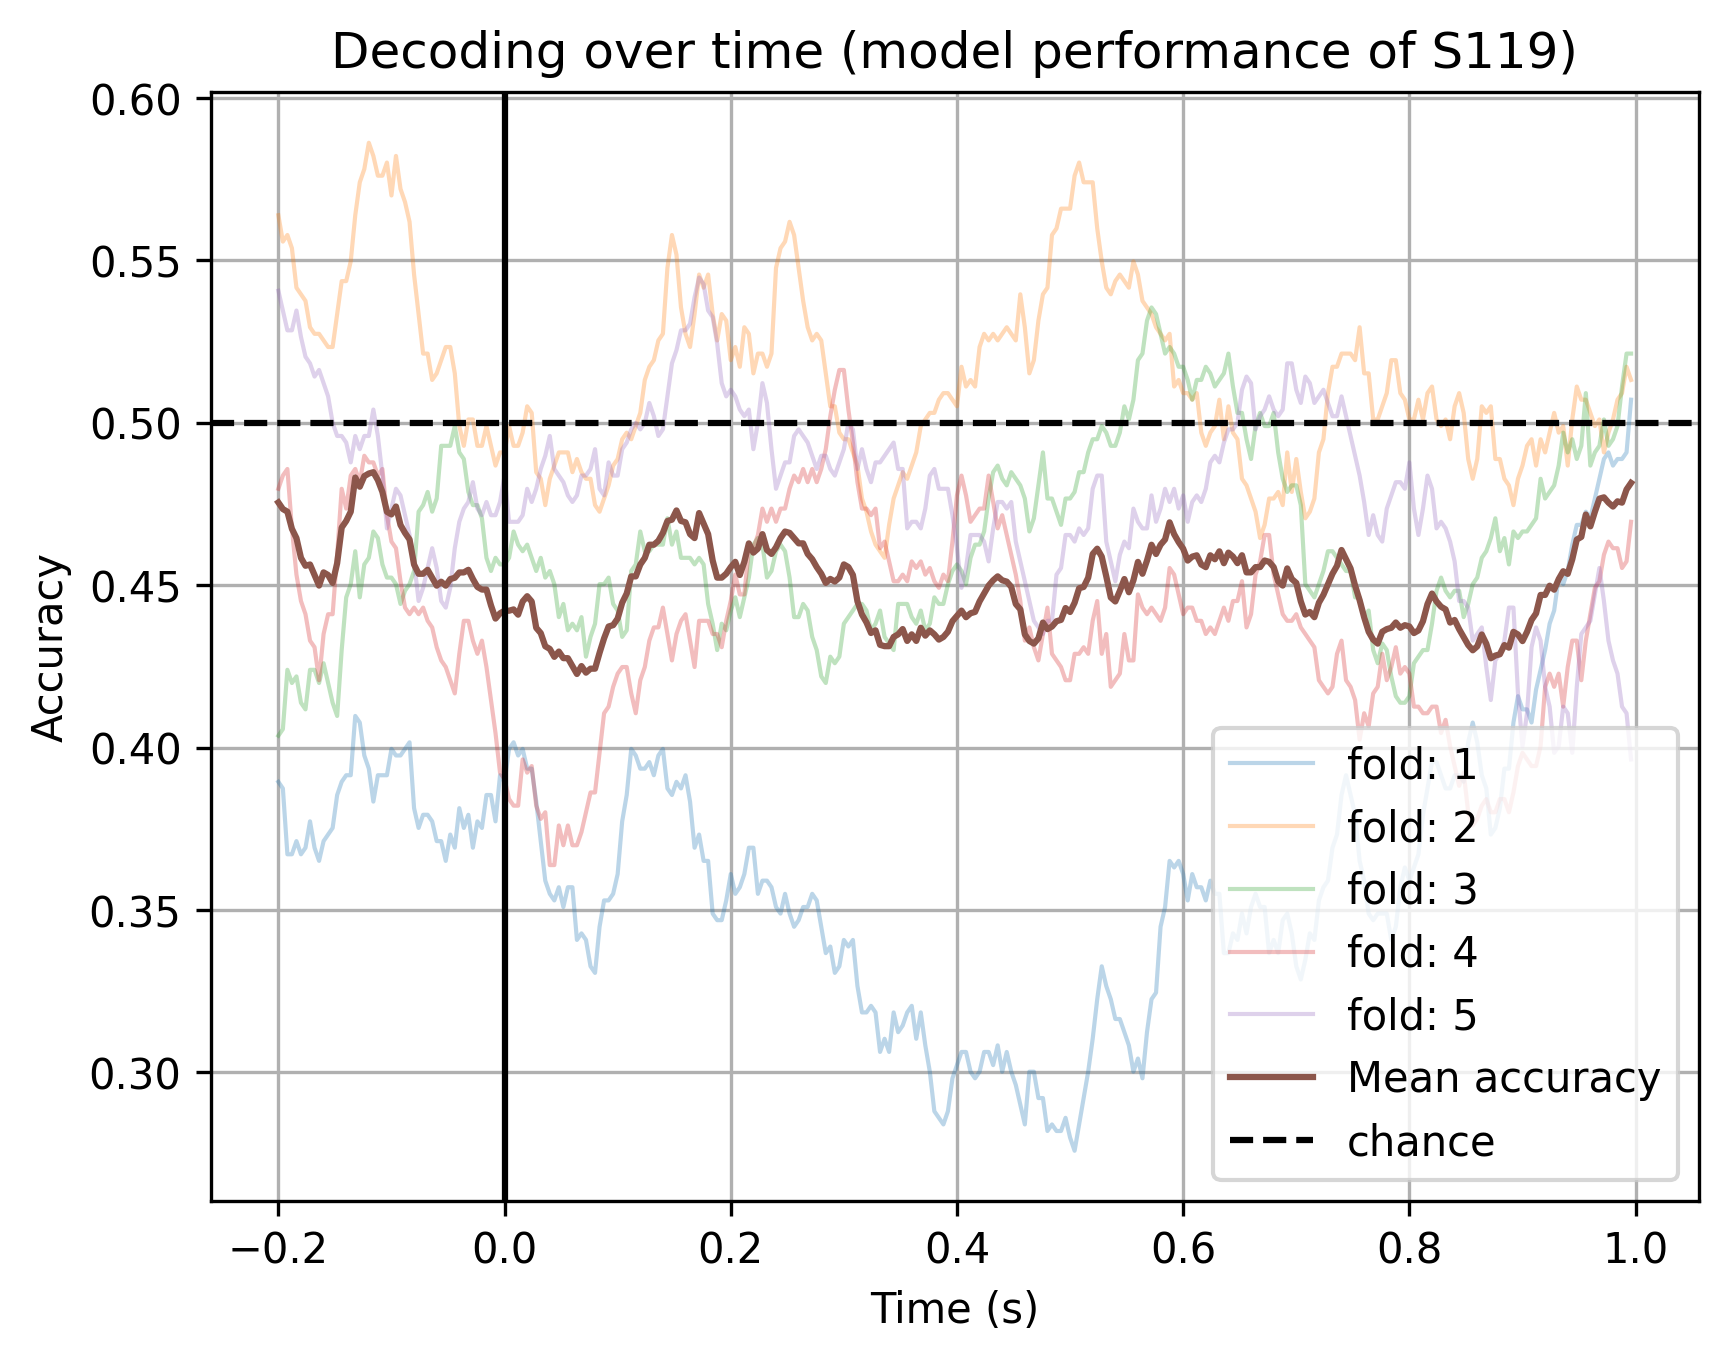 Decoding over time (model performance of S119)
Accuracy
0.60
0.55
0.50
0.45
0.40
0.35
0.30
−0.2
0.0
0.2
0.4
0.6
0.8
1.0
Time (s)
fold: 1
fold: 2
fold: 3
fold: 4
fold: 5
Mean accuracy
chance